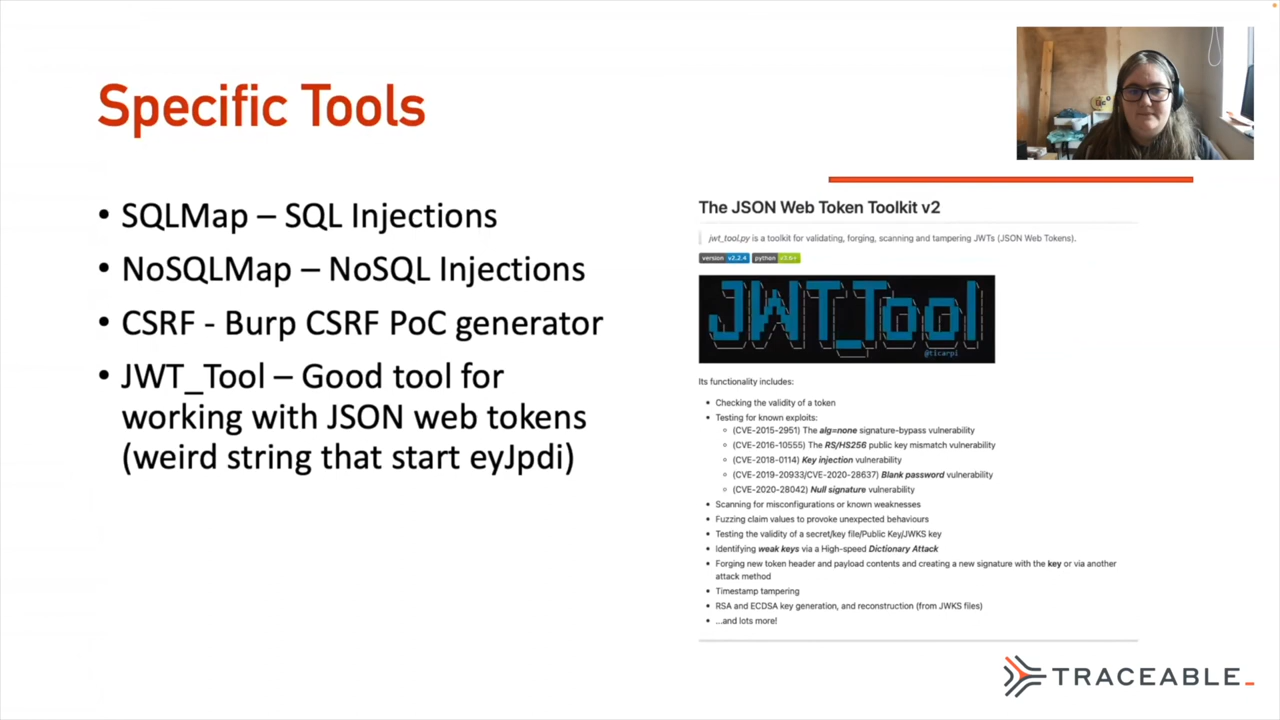 Specific Tools
• SQLMap – SQL Injections
• NoSQLMap – NoSQL Injections
• CSRF - Burp CSRF PoC generator
• JWT_Tool – Good tool for
working with JSON web tokens
(weird string that start eyJpdi)
The JSON Web Token Toolkit v2
jwt_tool.py is a toolkit for validating, forging, scanning and tampering JWTs (JSON Web Tokens).
version v2.2.4 python v3.6+
JWT_Tool
@ticarpi
Its functionality includes:
• Checking the validity of a token
• Testing for known exploits:
○ (CVE-2015-2951) The alg=none signature-bypass vulnerability
○ (CVE-2016-10555) The RS/HS256 public key mismatch vulnerability
○ (CVE-2018-0114) Key injection vulnerability
○ (CVE-2019-20933/CVE-2020-28637) Blank password vulnerability
○ (CVE-2020-28042) Null signature vulnerability
• Scanning for misconfigurations or known weaknesses
• Fuzzing claim values to provoke unexpected behaviours
• Testing the validity of a secret/key file/Public Key/JWKS key
• Identifying weak keys via a High-speed Dictionary Attack
• Forging new token header and payload contents and creating a new signature with the key or via another
attack method
• Timestamp tampering
• RSA and ECDSA key generation, and reconstruction (from JWKS files)
• ...and lots more!
TRACEABLE